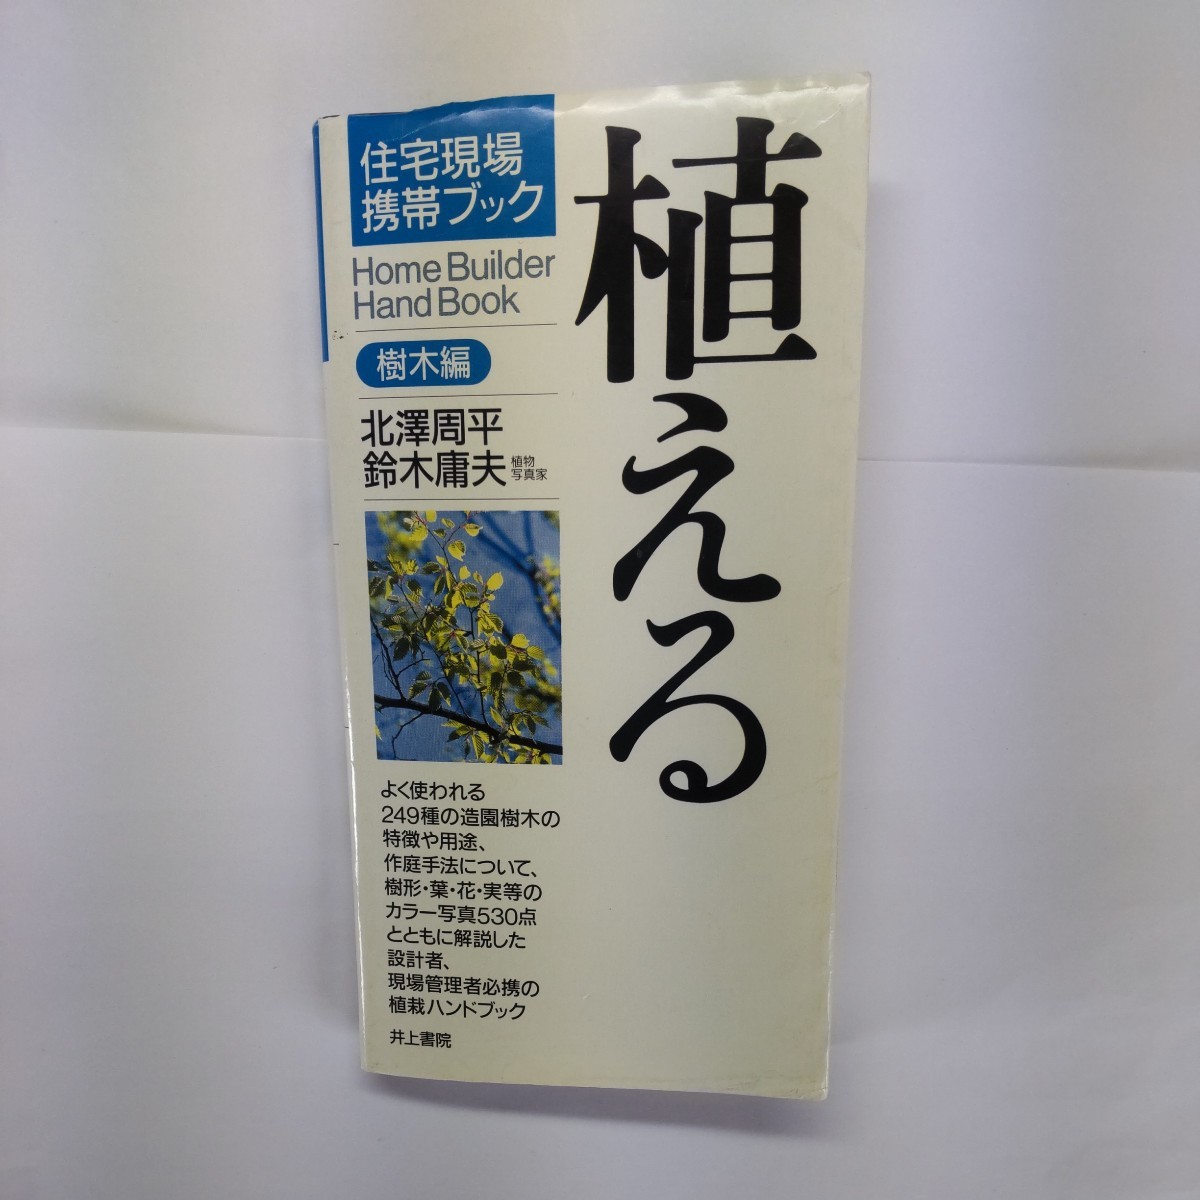 植える
住宅現場
携帯ブック
Home Builder
Hand Book
樹木編
北澤周平
鈴木庸夫 植物写真家
よく使われる
249種の造園樹木の
特徴や用途、
作庭手法について、
樹形・葉・花・実等の
カラー写真530点
とともに解説した
設計者、
現場管理者必携の
植栽ハンドブック
井上書院